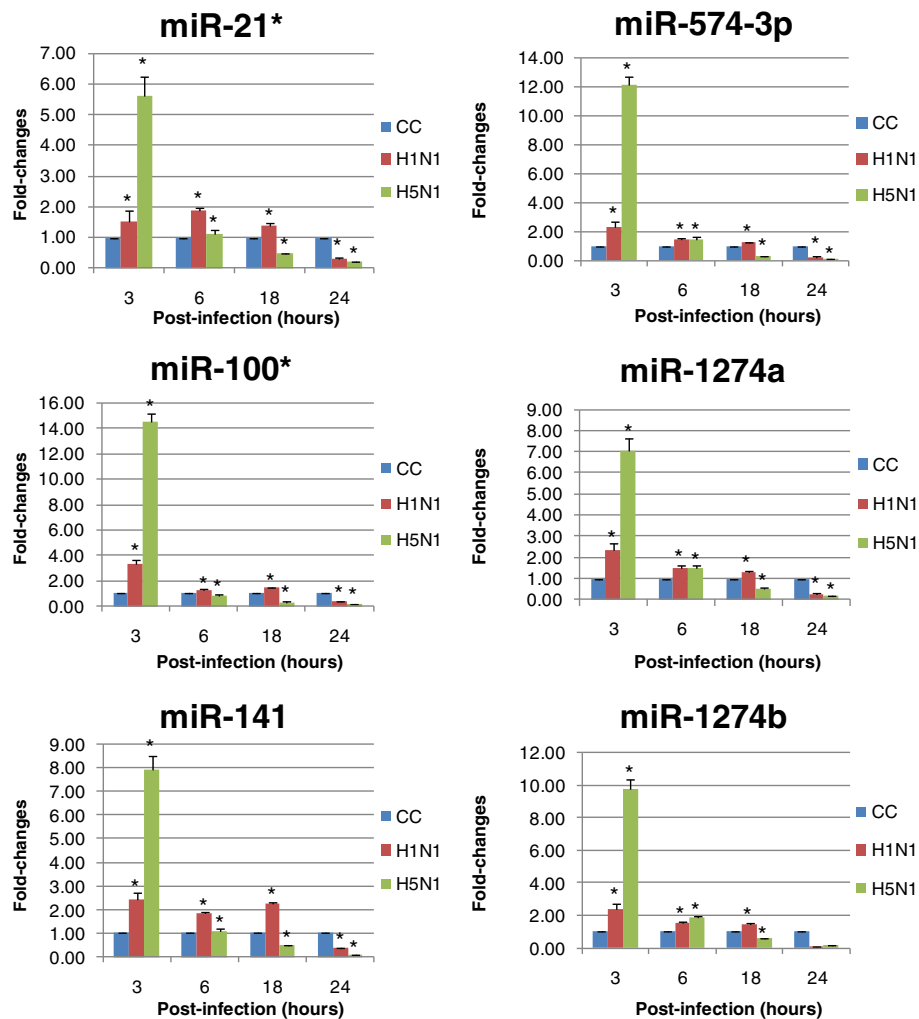 miR-21*
7.00
6.00
5.00
4.00
3.00
2.00
1.00
0.00
Fold-changes
* * * * * * * *
3 6 18 24
Post-infection (hours)
CC
H1N1
H5N1
miR-574-3p
14.00
12.00
10.00
8.00
6.00
4.00
2.00
0.00
Fold-changes
* * * * * * * *
3 6 18 24
Post-infection (hours)
CC
H1N1
H5N1
miR-100*
16.00
14.00
12.00
10.00
8.00
6.00
4.00
2.00
0.00
Fold-changes
* * * * * * * *
3 6 18 24
Post-infection (hours)
CC
H1N1
H5N1
miR-1274a
9.00
8.00
7.00
6.00
5.00
4.00
3.00
2.00
1.00
0.00
Fold-changes
* * * * * * * *
3 6 18 24
Post-infection (hours)
CC
H1N1
H5N1
miR-141
9.00
8.00
7.00
6.00
5.00
4.00
3.00
2.00
1.00
0.00
Fold-changes
* * * * * * * *
3 6 18 24
Post-infection (hours)
CC
H1N1
H5N1
miR-1274b
12.00
10.00
8.00
6.00
4.00
2.00
0.00
Fold-changes
* * * * * *
3 6 18 24
Post-infection (hours)
CC
H1N1
H5N1